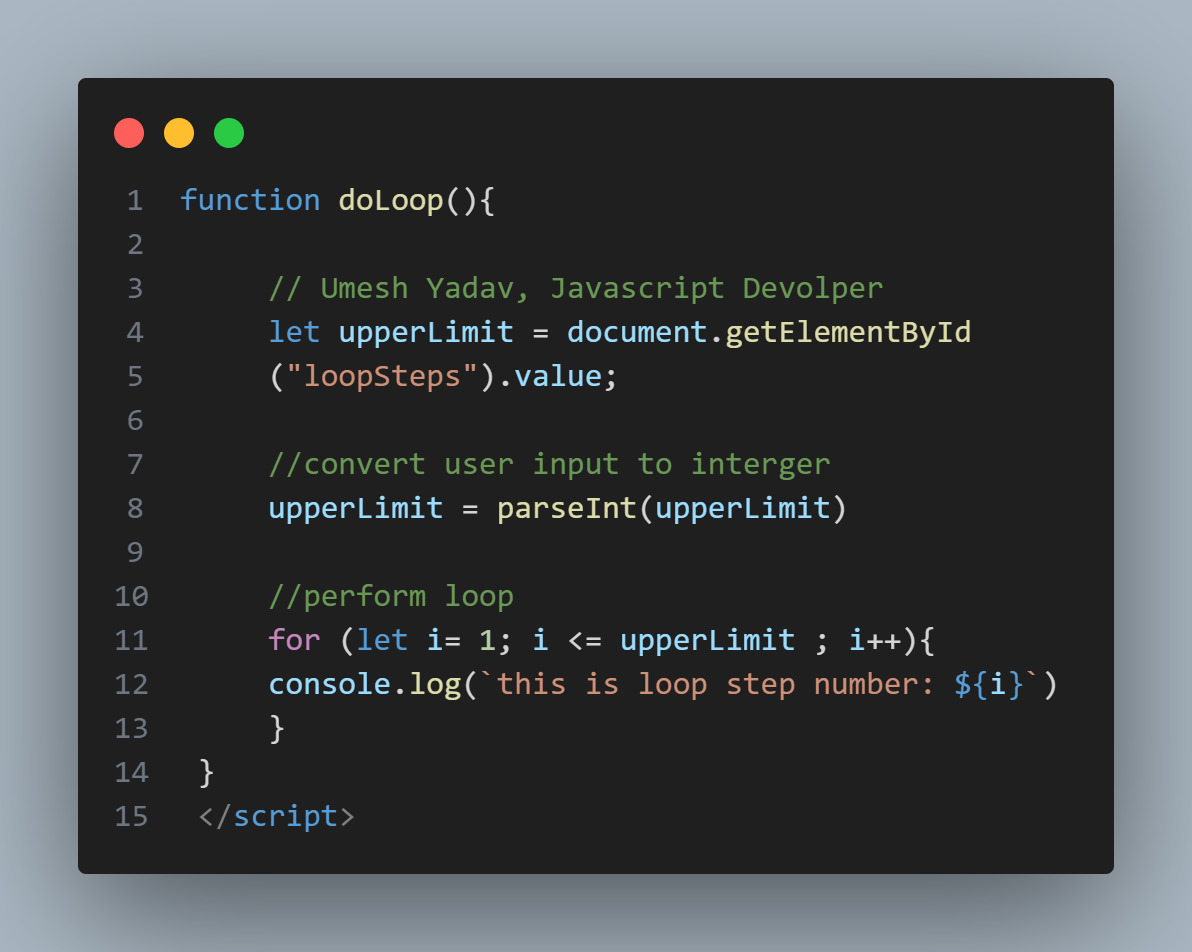 1 function doLoop(){
2
3 // Umesh Yadav, Javascript Devolper
4 let upperLimit = document.getElementById
5 ("loopSteps").value;
6
7 //convert user input to interger
8 upperLimit = parseInt(upperLimit)
9
10 //perform loop
11 for (let i= 1; i <= upperLimit ; i++){
12 console.log(`this is loop step number: ${i}`)
13 }
14 }
15 </script>